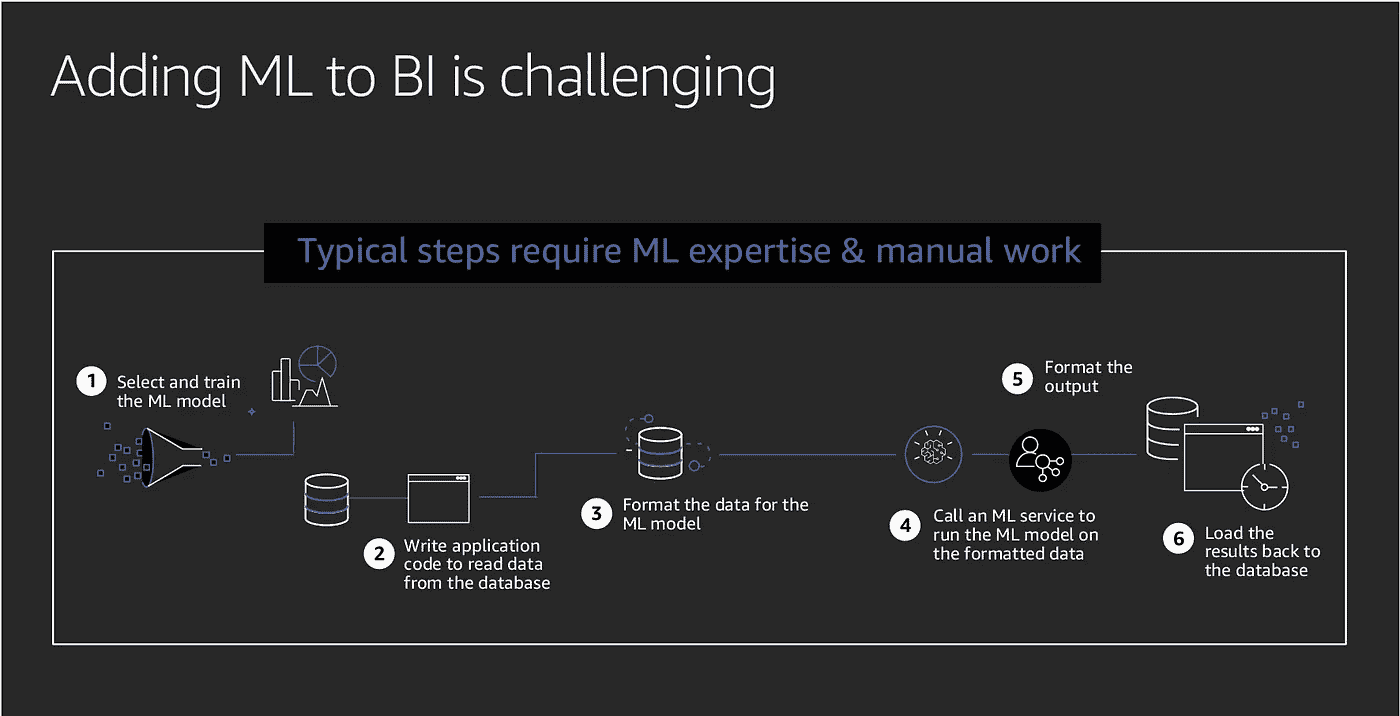 Adding ML to BI is challenging
Typical steps require ML expertise & manual work
1
Select and train
the ML model
2
Write application
code to read data
from the database
3
Format the data for the
ML model
4
Call an ML service to
run the ML model on
the formatted data
5
Format the
output
6
Load the
results back to
the database